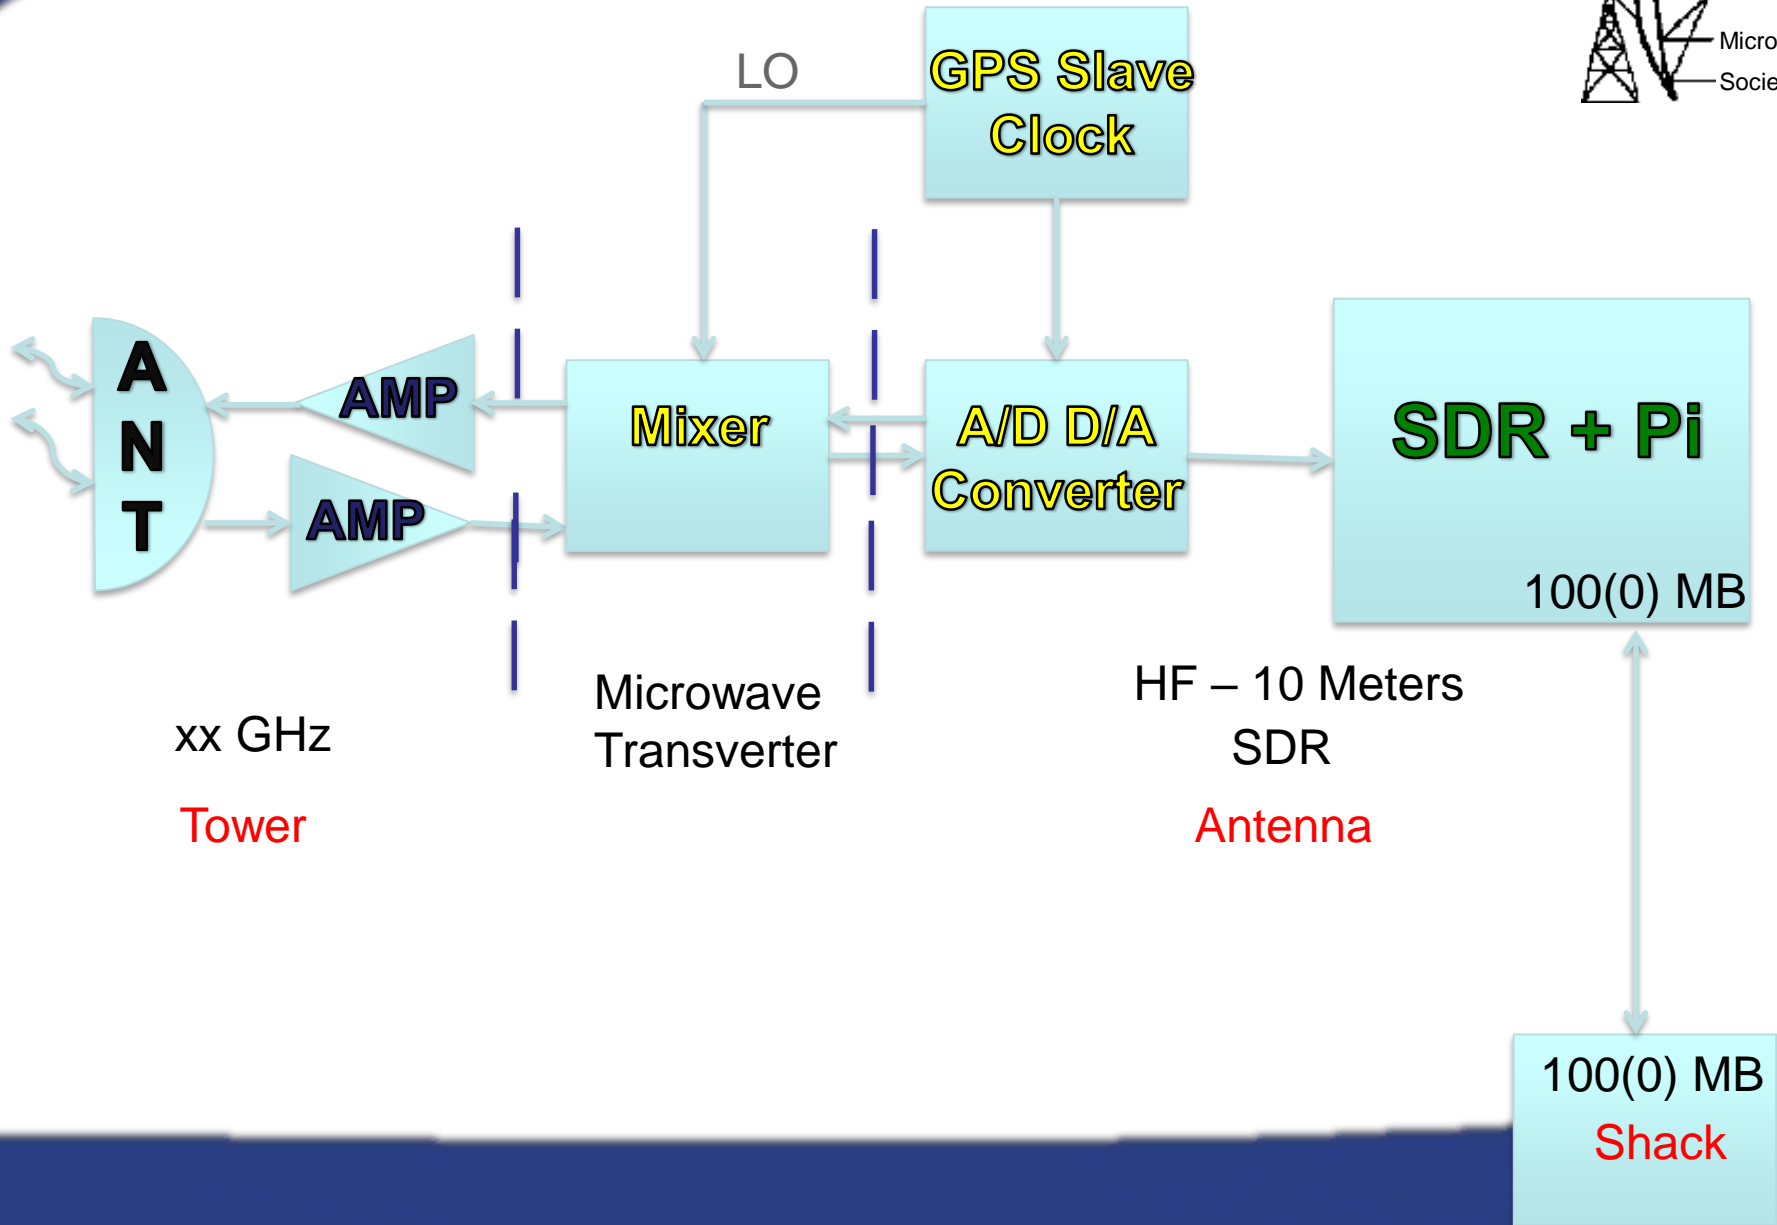 Micro
Socie
LO
GPS Slave
Clock
A
N
T
AMP
AMP
Mixer
A/D D/A
Converter
SDR + Pi
100(0) MB
xx GHz
Tower
Microwave
Transverter
HF – 10 Meters
SDR
Antenna
100(0) MB
Shack